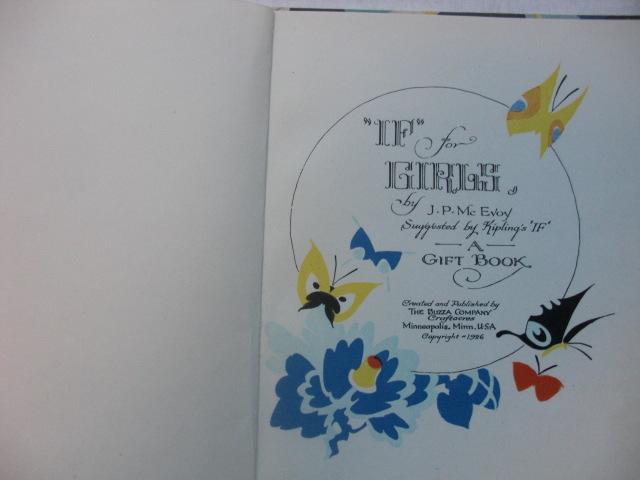 "IF" for
GIRLS,
by J. P. Mc Evoy
Suggested by Kipling's "IF"
A
GIFT BOOK
Created and Published by
THE BUZZA COMPANY
Craftacres
Minneapolis, Minn. U.S.A
Copyright ~ 1926